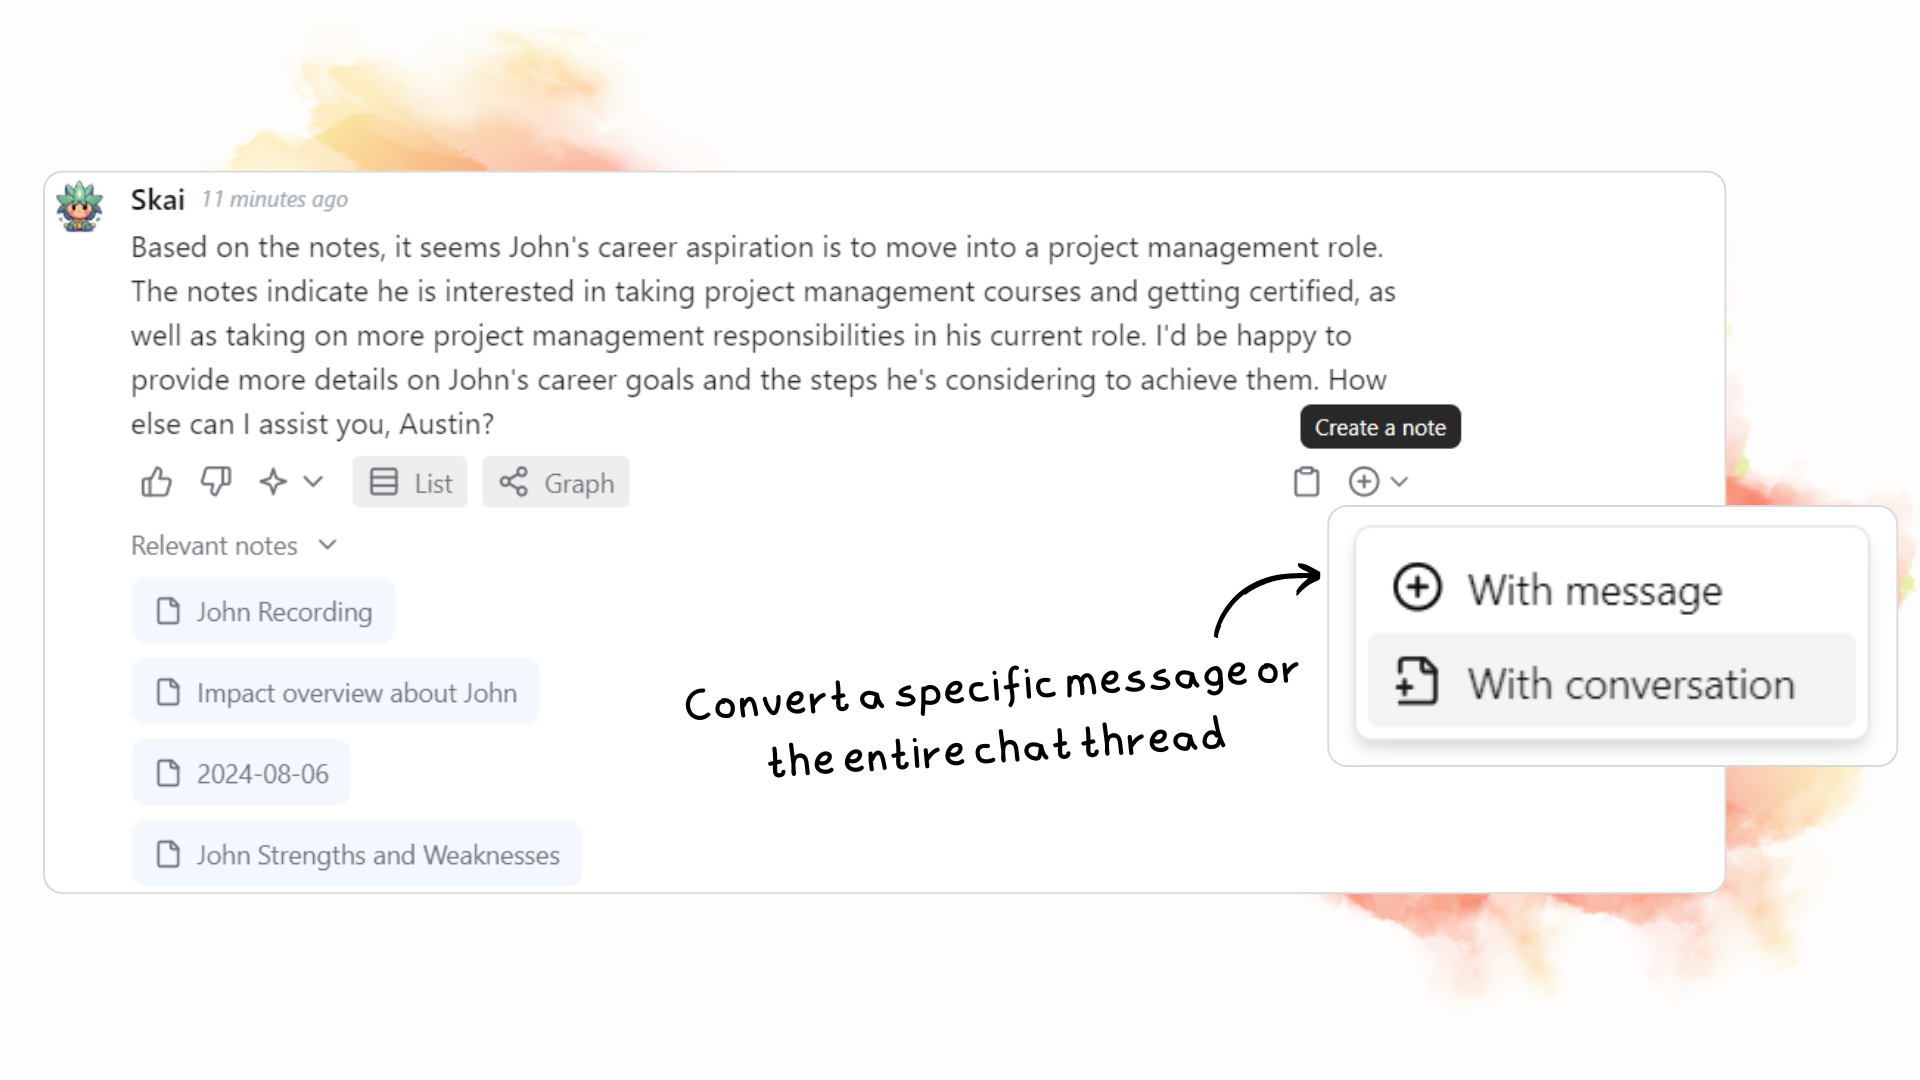 Skai 11 minutes ago
Based on the notes, it seems John's career aspiration is to move into a project management role.
The notes indicate he is interested in taking project management courses and getting certified, as
well as taking on more project management responsibilities in his current role. I'd be happy to
provide more details on John's career goals and the steps he's considering to achieve them. How
else can I assist you, Austin?
Create a note
List Graph
Relevant notes
John Recording
Impact overview about John
2024-08-06
John Strengths and Weaknesses
Convert a specific message or
the entire chat thread
With message
With conversation